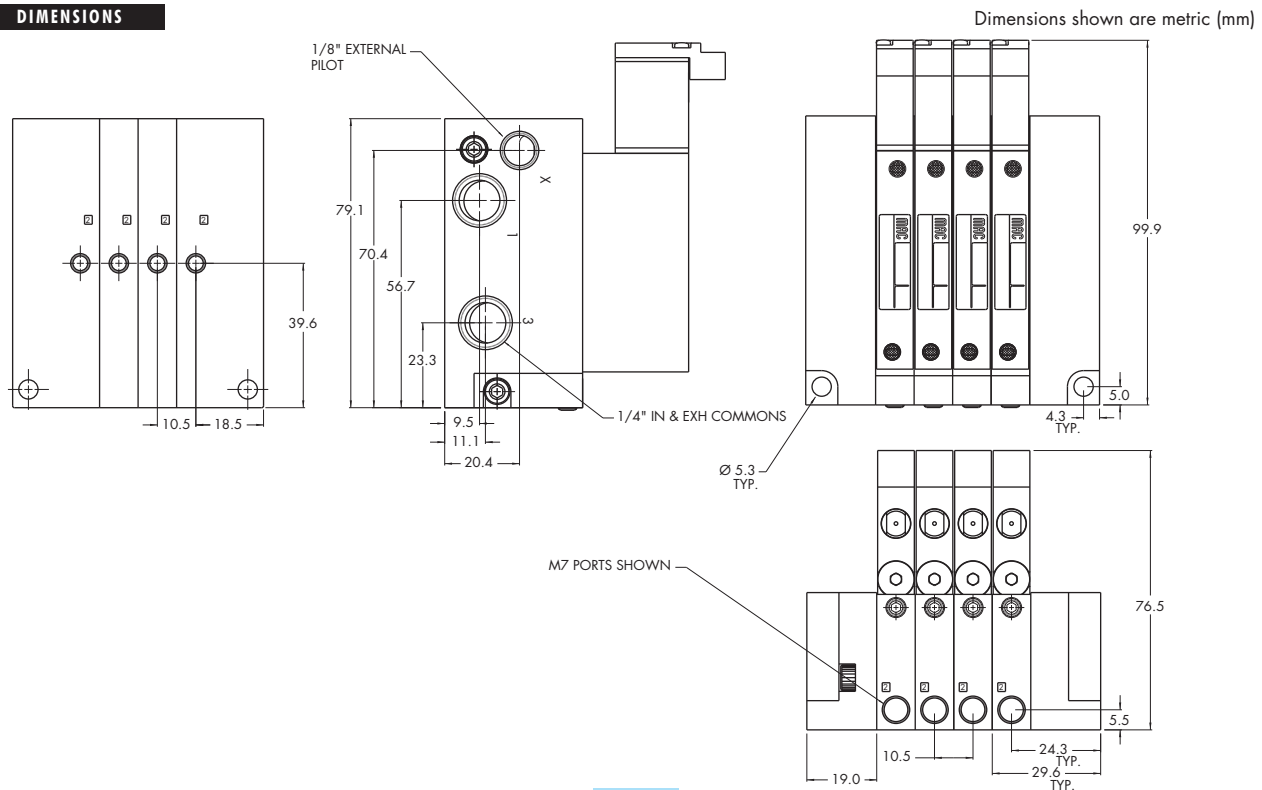 DIMENSIONS
Dimensions shown are metric (mm)
1/8" EXTERNAL
PILOT
X
1
3
79.1
70.4
56.7
23.3
9.5
11.1
20.4
1/4" IN & EXH COMMONS
2
2
2
2
39.6
10.5
18.5
mac
mac
mac
mac
99.9
5.0
4.3
TYP.
Ø 5.3
TYP.
M7 PORTS SHOWN
76.5
2
2
2
2
5.5
10.5
24.3
TYP.
19.0
29.6
TYP.